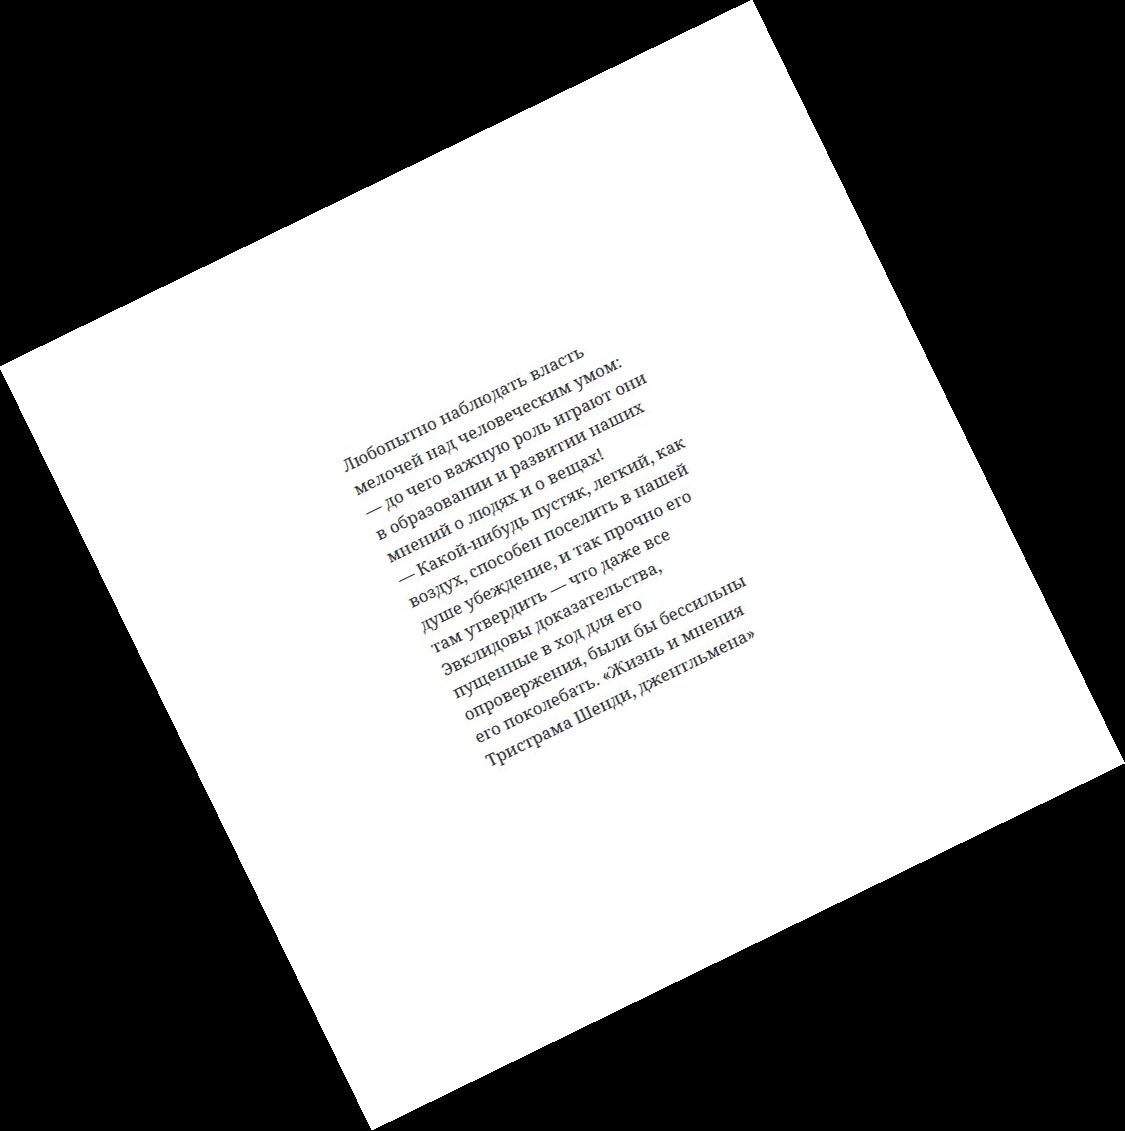 Любопытно наблюдать власть
мелочей над человеческим умом:
— до чего важную роль играют они
в образовании и развитии наших
мнений о людях и о вещах!
— Какой-нибудь пустяк, легкий, как
воздух, способен поселить в нашей
душе убеждение, и так прочно его
там утвердить — что даже все
Эвклидовы доказательства,
пущенные в ход для его
опровержения, были бы бессильны
его поколебать. «Жизнь и мнения
Тристрама Шенди, джентльмена»